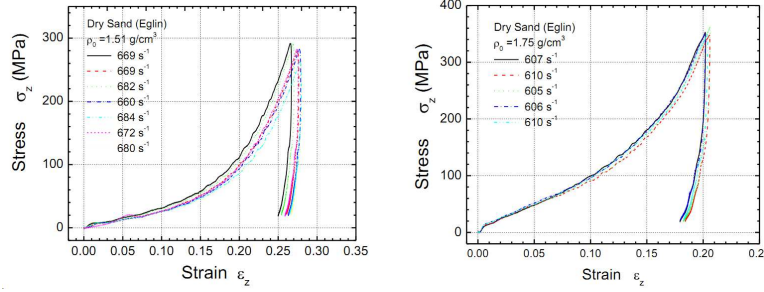 Dry Sand (Eglin)
ρ₀ =1.51 g/cm³
669 s⁻¹
669 s⁻¹
682 s⁻¹
660 s⁻¹
684 s⁻¹
672 s⁻¹
680 s⁻¹
300
200
100
0
Stress σz (MPa)
0.00 0.05 0.10 0.15 0.20 0.25 0.30 0.35
Strain εz
Dry Sand (Eglin)
ρ₀ =1.75 g/cm³
607 s⁻¹
610 s⁻¹
605 s⁻¹
606 s⁻¹
610 s⁻¹
400
300
200
100
0
Stress σz (MPa)
0.00 0.05 0.10 0.15 0.20 0.2
Strain εz